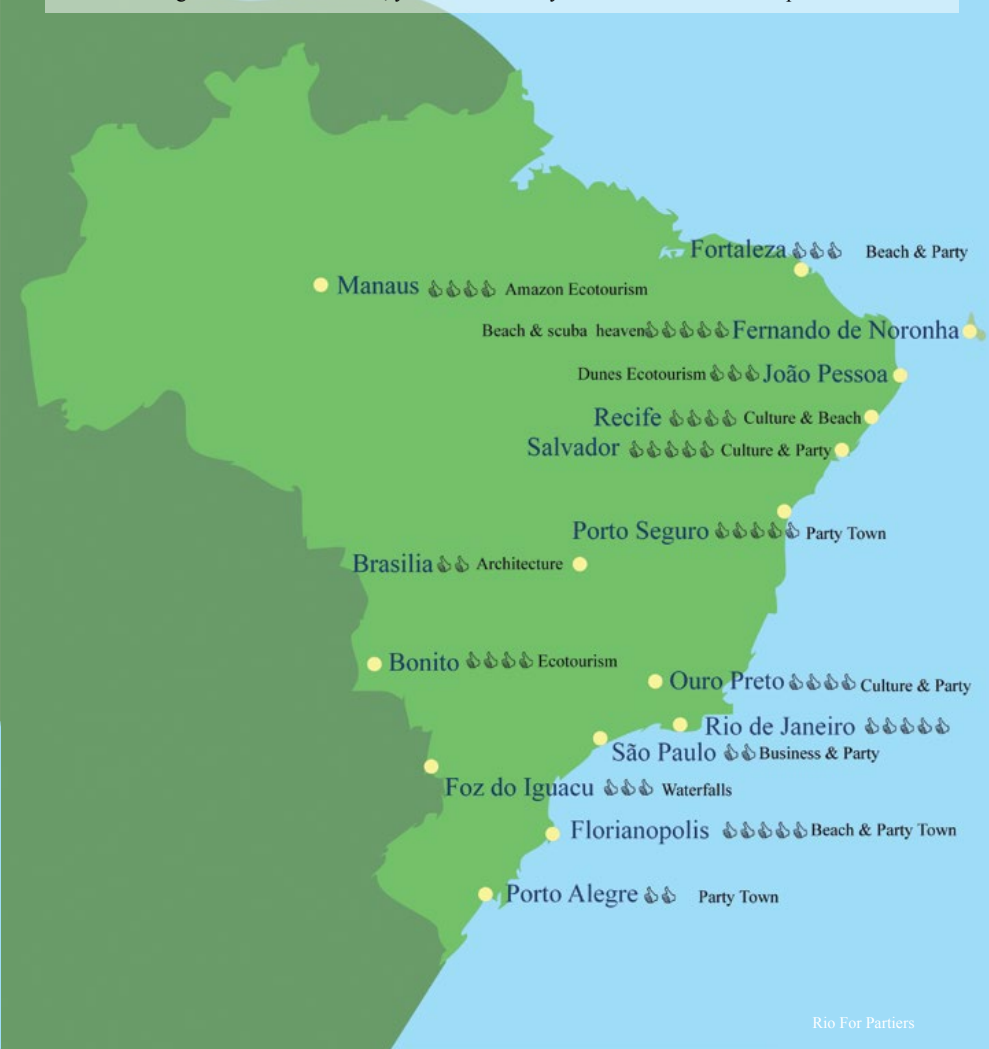 Fortaleza Beach & Party
Manaus Amazon Ecotourism
Beach & scuba heaven Fernando de Noronha
Dunes Ecotourism João Pessoa
Recife Culture & Beach
Salvador Culture & Party
Porto Seguro Party Town
Brasilia Architecture
Bonito Ecotourism
Ouro Preto Culture & Party
Rio de Janeiro
São Paulo Business & Party
Foz do Iguacu Waterfalls
Florianopolis Beach & Party Town
Porto Alegre Party Town
Rio For Partiers